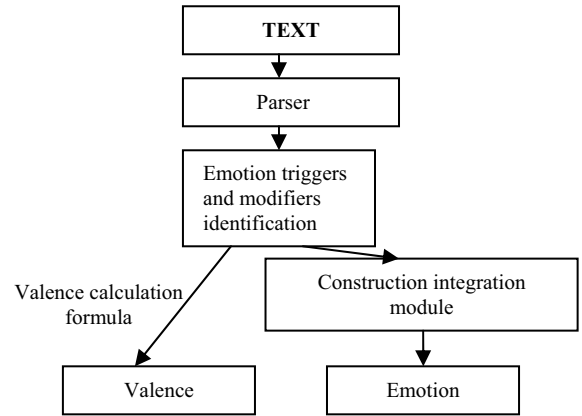 TEXT
Parser
Emotion triggers
and modifiers
identification
Valence calculation
formula
Construction integration
module
Valence
Emotion